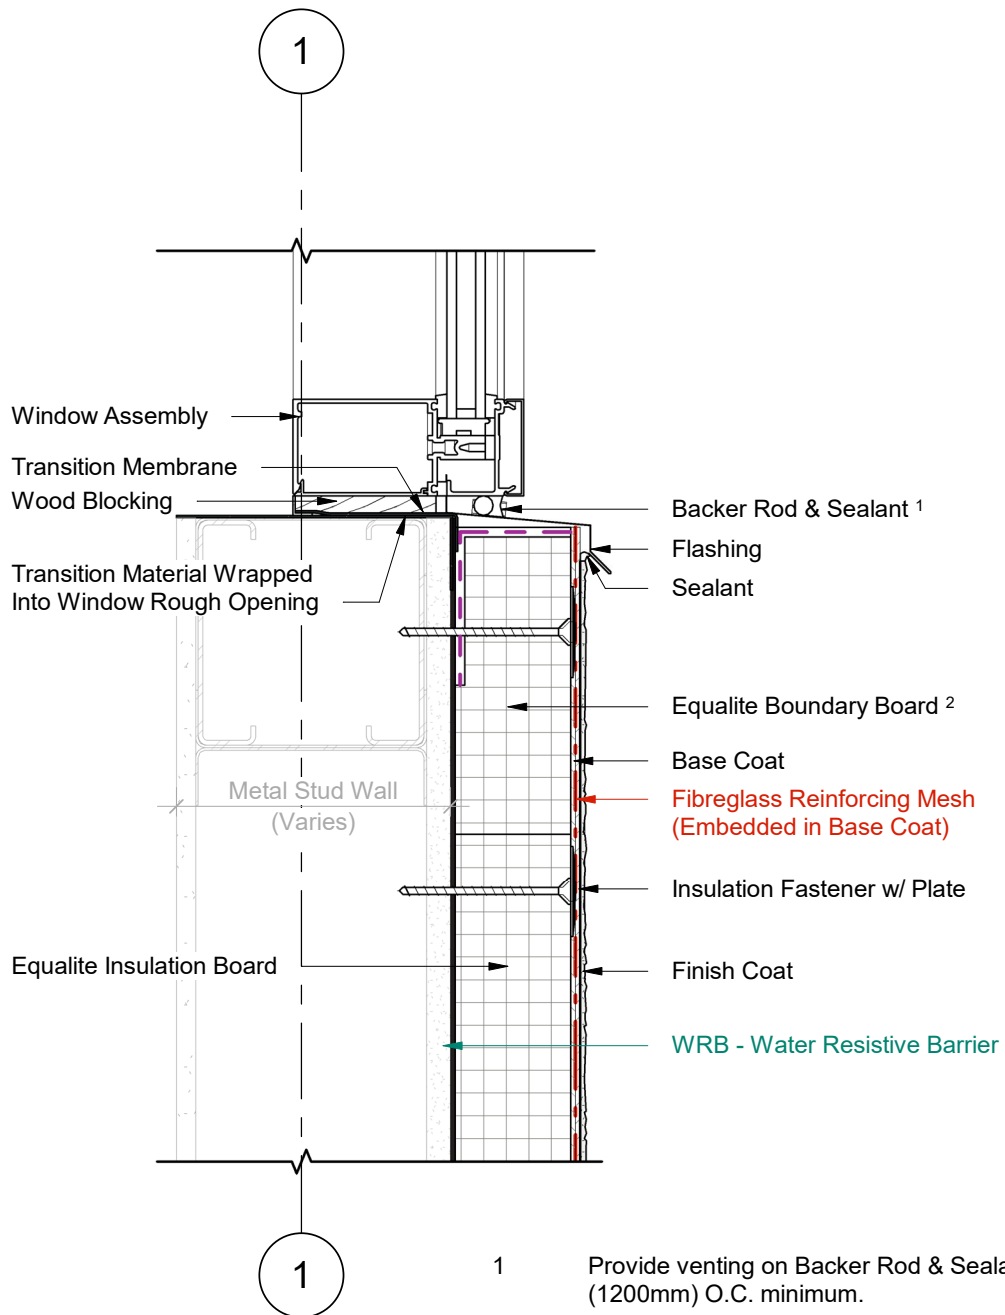 1
Window Assembly
Transition Membrane
Wood Blocking
Transition Material Wrapped
Into Window Rough Opening
Metal Stud Wall
(Varies)
Equalite Insulation Board
Backer Rod & Sealant 1
Flashing
Sealant
Equalite Boundary Board 2
Base Coat
Fibreglass Reinforcing Mesh
(Embedded in Base Coat)
Insulation Fastener w/ Plate
Finish Coat
WRB - Water Resistive Barrier
1
1 Provide venting on Backer Rod &
(1200mm) O.C. minimum.